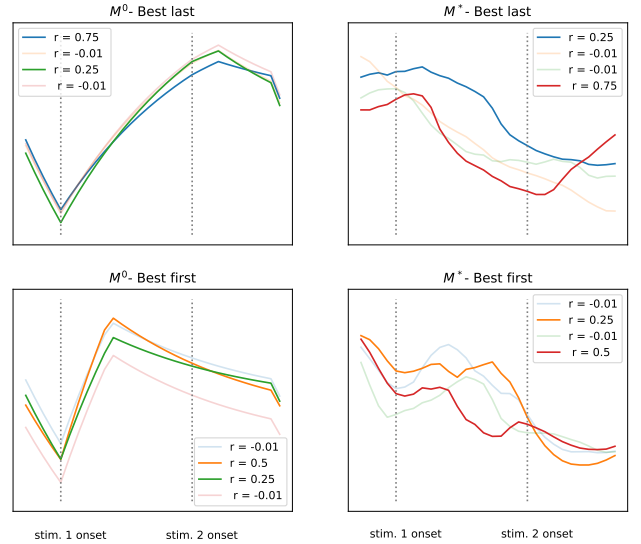 M⁰- Best last
r = 0.75
r = -0.01
r = 0.25
r = -0.01
M*- Best last
r = 0.25
r = -0.01
r = -0.01
r = 0.75
M⁰- Best first
r = -0.01
r = 0.5
r = 0.25
r = -0.01
stim. 1 onset
stim. 2 onset
M*- Best first
r = -0.01
r = 0.25
r = -0.01
r = 0.5
stim. 1 onset
stim. 2 onset